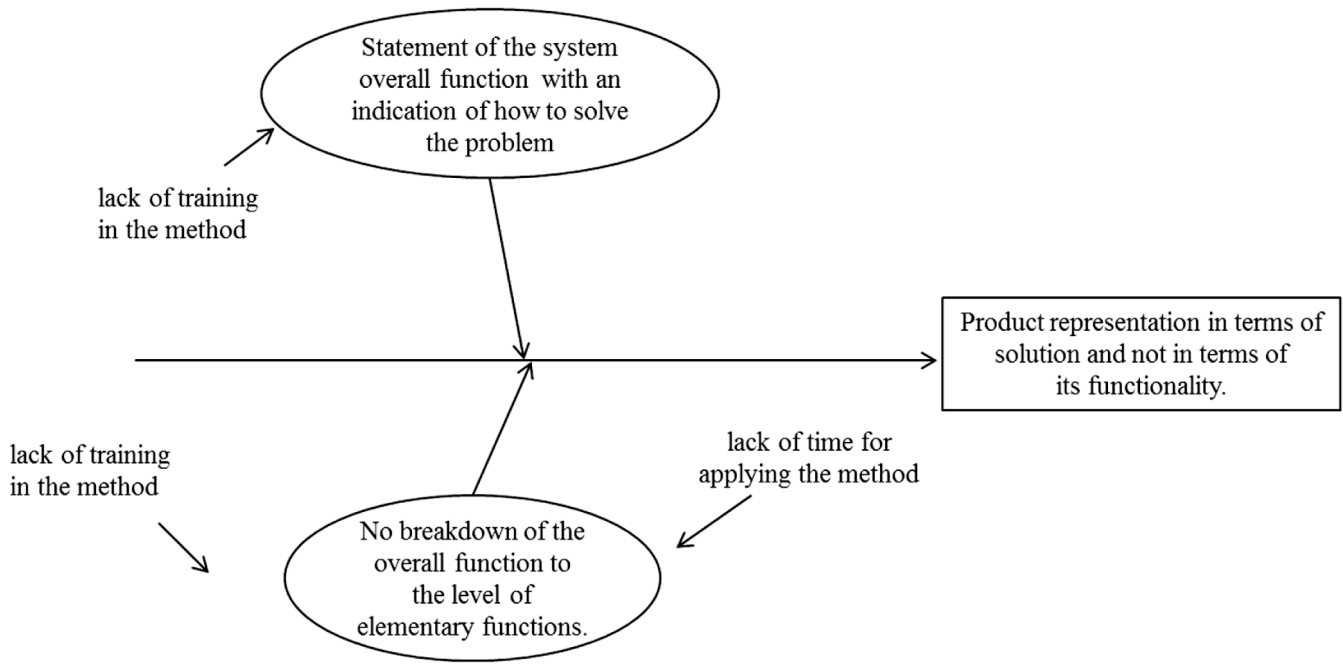 Statement of the system
overall function with an
indication of how to solve
the problem
lack of training
in the method
Product representation in terms of
solution and not in terms of
its functionality.
lack of training
in the method
lack of time for
applying the method
No breakdown of the
overall function to
the level of
elementary functions.